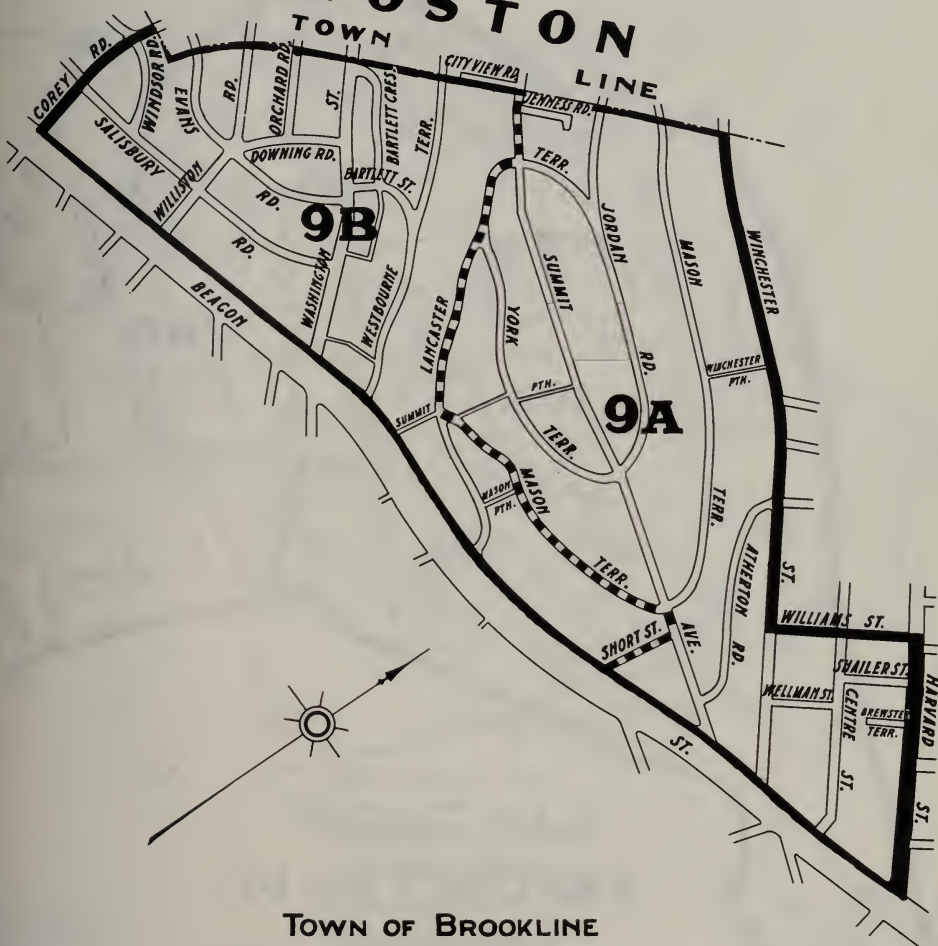 OSTON
TOWN
LINE
CITY VIEW RD.
JENNESS RD.
COREY
RD.
WINDSOR RD.
EVANS
RD.
ORCHARD RD.
ST.
BARTLETT CRES.
TERR.
TERR.
SALISBURY
DOWNING RD.
BARTLETT ST.
WILLISTON
RD.
9B
RD.
WASHINGTON
WESTBOURNE
BEACON
LANCASTER
YORK
SUMMIT
JORDAN
MASON
WINCHESTER
RD.
WINCHESTER
PTH.
PTH.
9A
SUMMIT
TERR.
MASON
PTH.
MASON
TERR.
TERR.
ATHERTON
RD.
ST.
SHORT ST.
AVE.
WILLIAMS ST.
SHAILER ST.
WELLMAN ST.
CENTRE
ST.
BREWSTER
TERR.
HARVARD
ST.
ST.
TOWN OF BROOKLINE